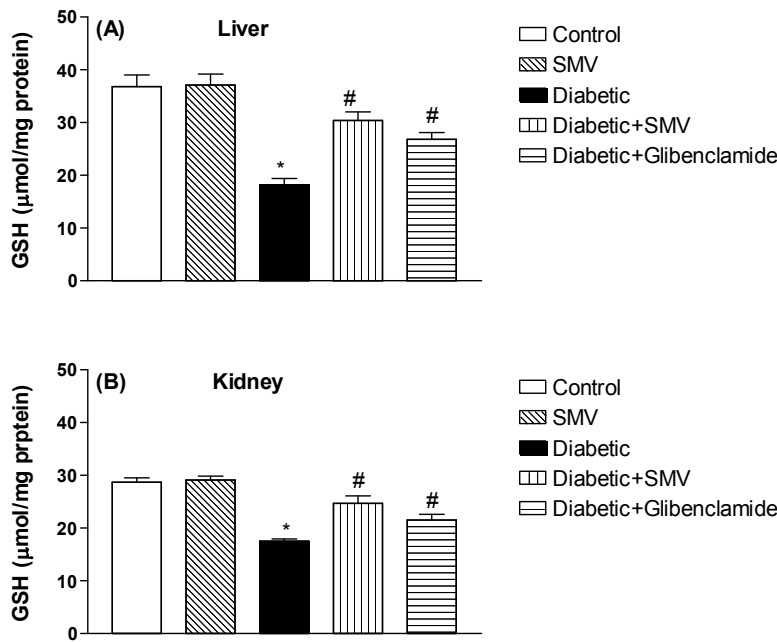 (A) Liver
GSH (μmol/mg protein)
50
40
30
20
10
0
*
#
#
Control
SMV
Diabetic
Diabetic+SMV
Diabetic+Glibenclamide
(B) Kidney
GSH (μmol/mg prptein)
50
40
30
20
10
0
*
#
#
Control
SMV
Diabetic
Diabetic+SMV
Diabetic+Glibenclamide